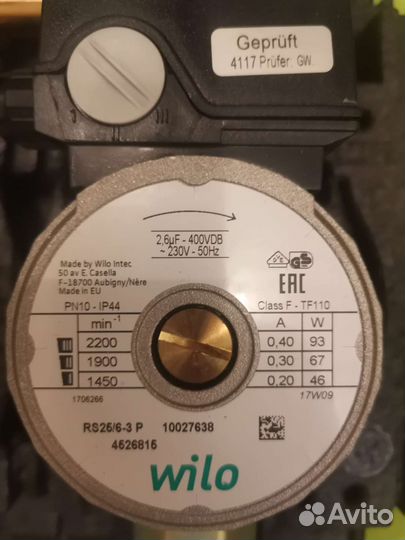 Geprüft
4117 Prüfer: GW.
2,6µF - 400VDB
~ 230V - 50Hz
Made by Wilo Intec
50 av E. Casella
F-18700 Aubigny/Nère
Made in EU
EAC
PN10 - IP44
Class F - TF110
min⁻¹ A W
2200 0,40 93
1900 0,30 67
1450 0,20 46
1706266
17W09
RS25/6-3 P 10027638
4526815
wilo
Avito